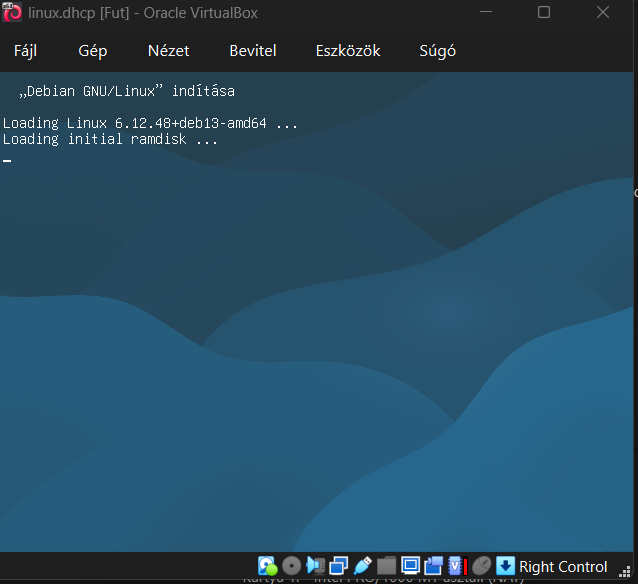 linux.dhcp [Fut] - Oracle VirtualBox
Fájl Gép Nézet Bevitel Eszközök Súgó
„Debian GNU/Linux” indítása
Loading Linux 6.12.48+deb13-amd64 ...
Loading initial ramdisk ...
Right Control